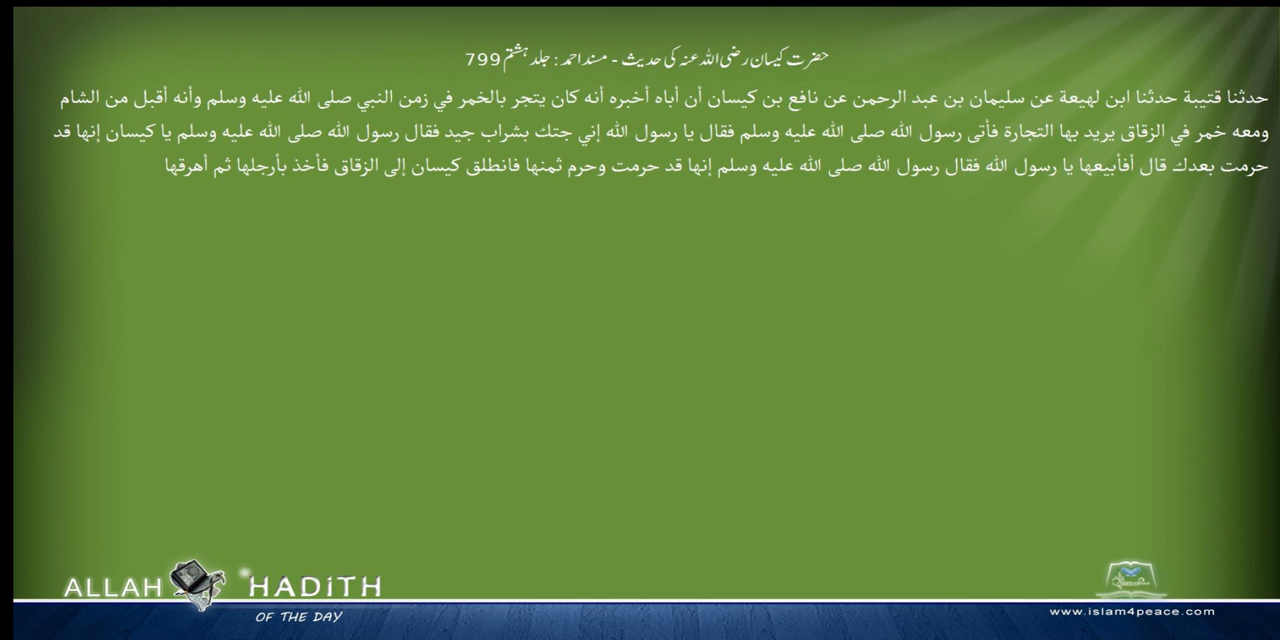 حضرت کیسان رضی اللہ عنہ کی حدیث - مسند احمد : جلد ہشتم 799
حدثنا قتيبة حدثنا ابن لهيعة عن سليمان بن عبد الرحمن عن نافع بن كيسان أن أباه أخبره أنه كان يتجر بالخمر في زمن النبي صلى الله عليه وسلم وأنه أقبل من الشام
ومعه خمر في الزقاق يريد بها التجارة فأتى رسول الله صلى الله عليه وسلم فقال يا رسول الله إني جتك بشراب جيد فقال رسول الله صلى الله عليه وسلم يا كيسان إنها قد
حرمت بعدك قال أفأبيعها يا رسول الله فقال رسول الله صلى الله عليه وسلم إنها قد حرمت وحرم ثمنها فانطلق كيسان إلى الزقاق فأخذ بأرجلها ثم أهرقها
ALLAH HADITH
OF THE DAY
www.islam4peace.com